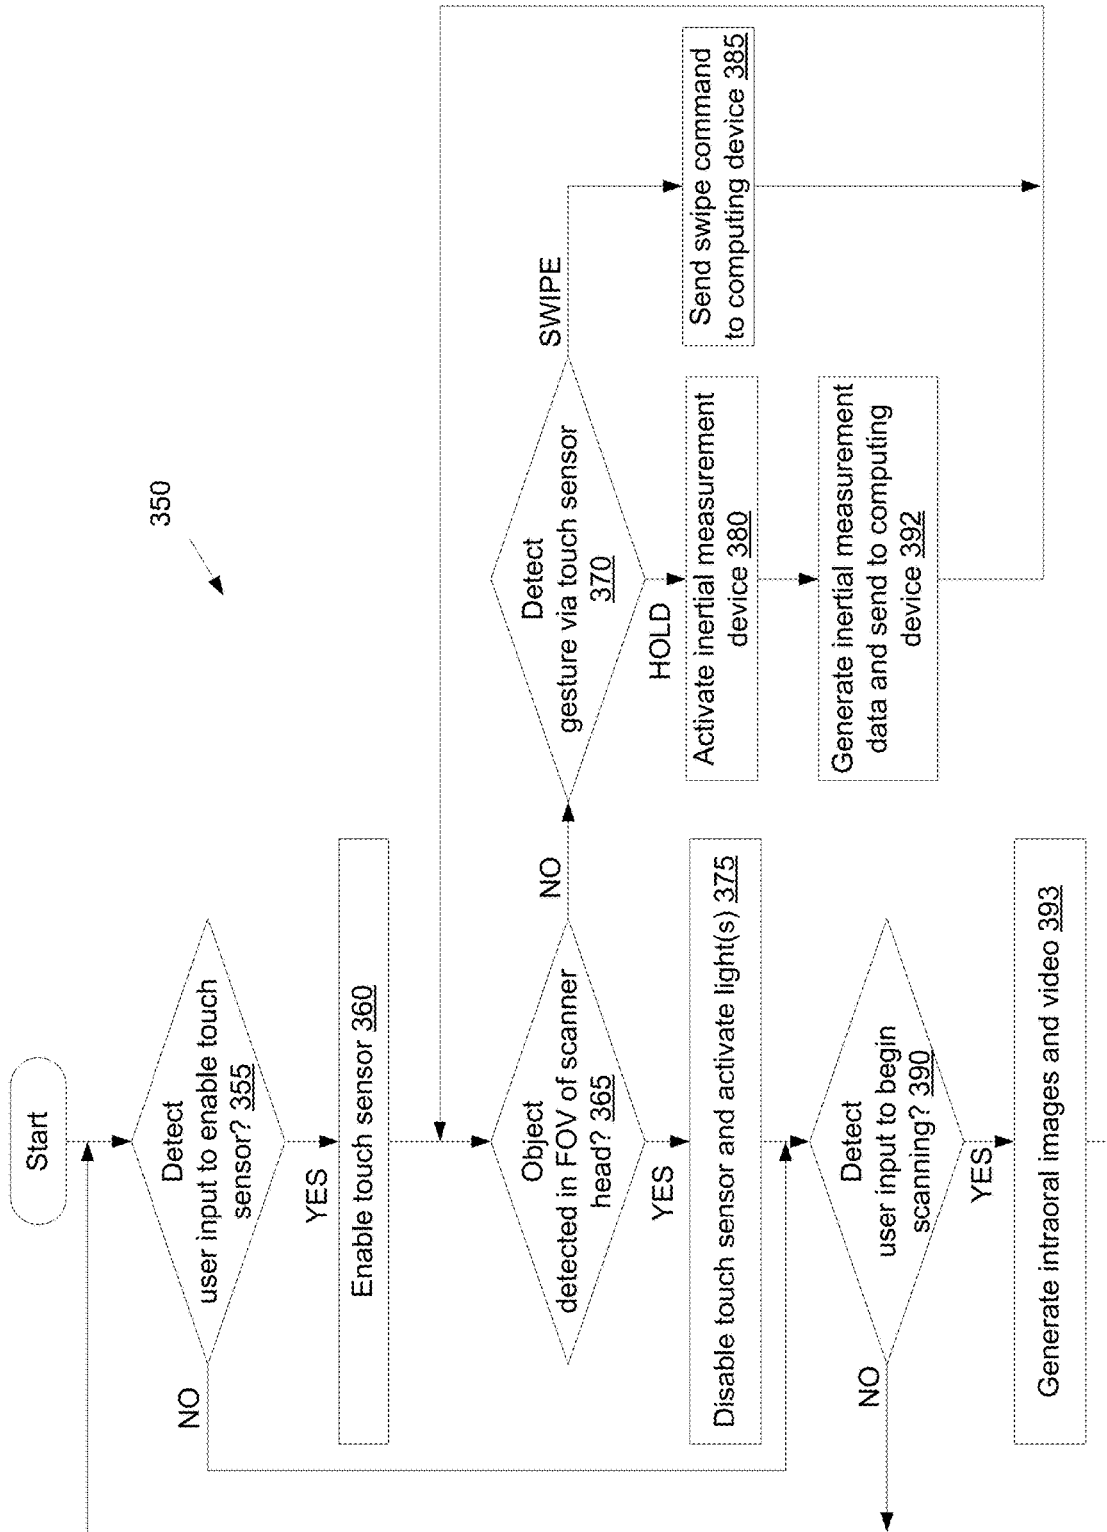 Start
Detect
user input to enable touch
sensor? 355
YES
NO
Enable touch sensor 360
Object
detected in FOV of scanner
head? 365
YES
NO
Disable touch sensor and activate light(s) 375
Detect
user input to begin
scanning? 390
NO
YES
Generate intraoral images and video 393
350
Detect
gesture via touch sensor
370
HOLD
SWIPE
Activate inertial measurement
device 380
Generate inertial measurement
data and send to computing
device 392
Send swipe command
to computing device 385